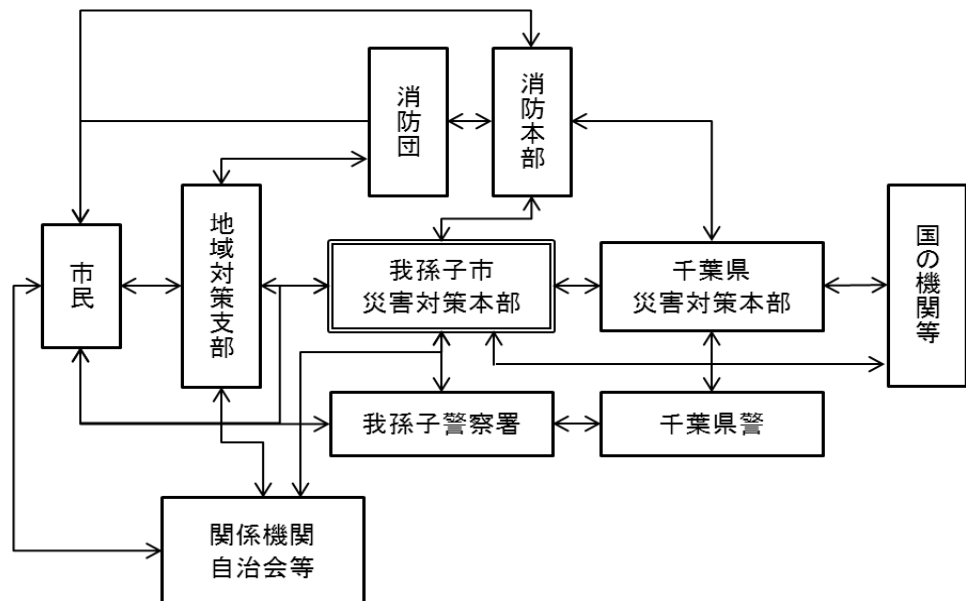 消防団
消防本部
市民
地域対策支部
我孫子市
災害対策本部
千葉県
災害対策本部
国の機関等
我孫子警察署
千葉県警
関係機関
自治会等